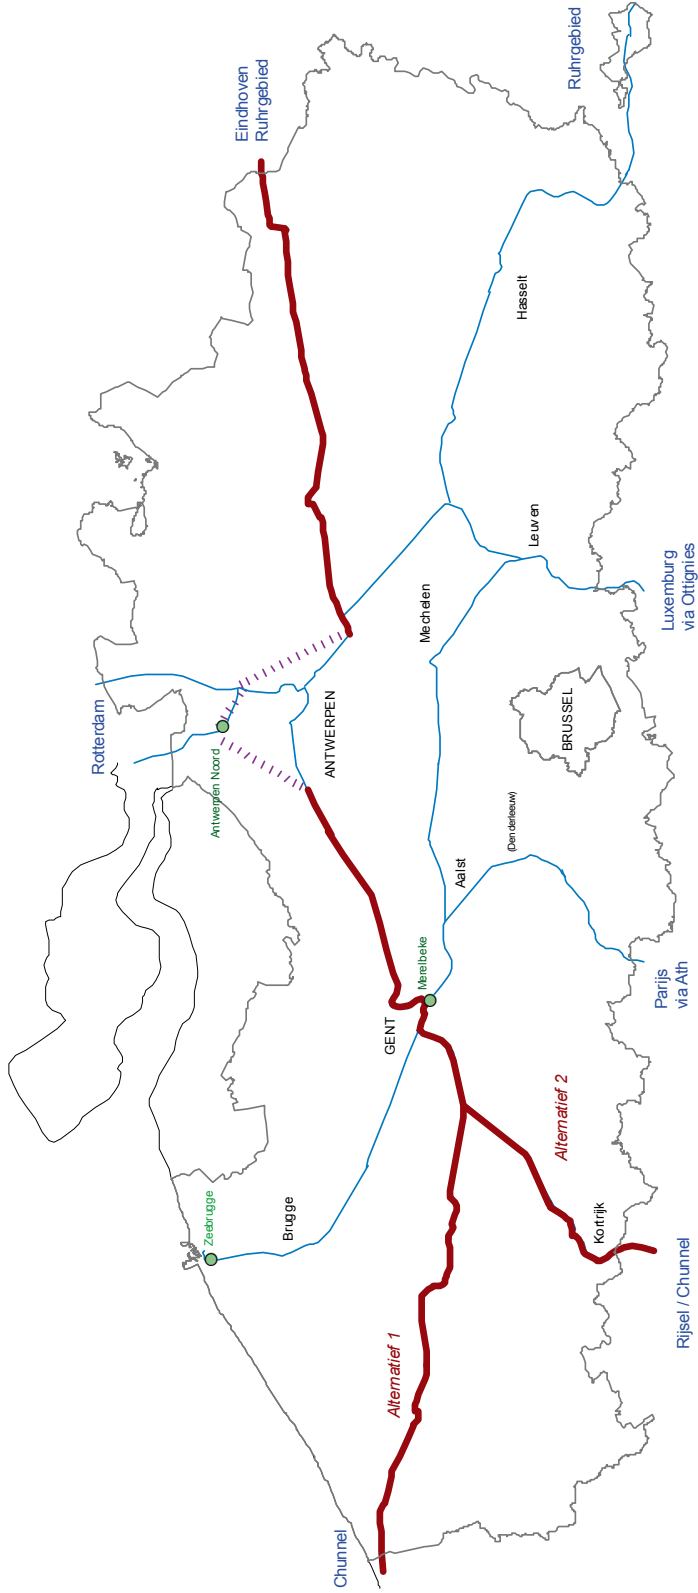 Eindhoven
Ruhrgebied
Ruhrgebied
Hasselt
Leuven
Luxemburg
via Ottignies
Mechelen
Rotterdam
Antwerpen Noord
ANTWERPEN
BRUSSEL
(Denderleeuw)
Aalst
Merelbeke
Parijs
via Ath
GENT
Alternatief 2
Zeebrugge
Brugge
Kortrijk
Rijsel / Chunnel
Alternatief 1
Chunnel